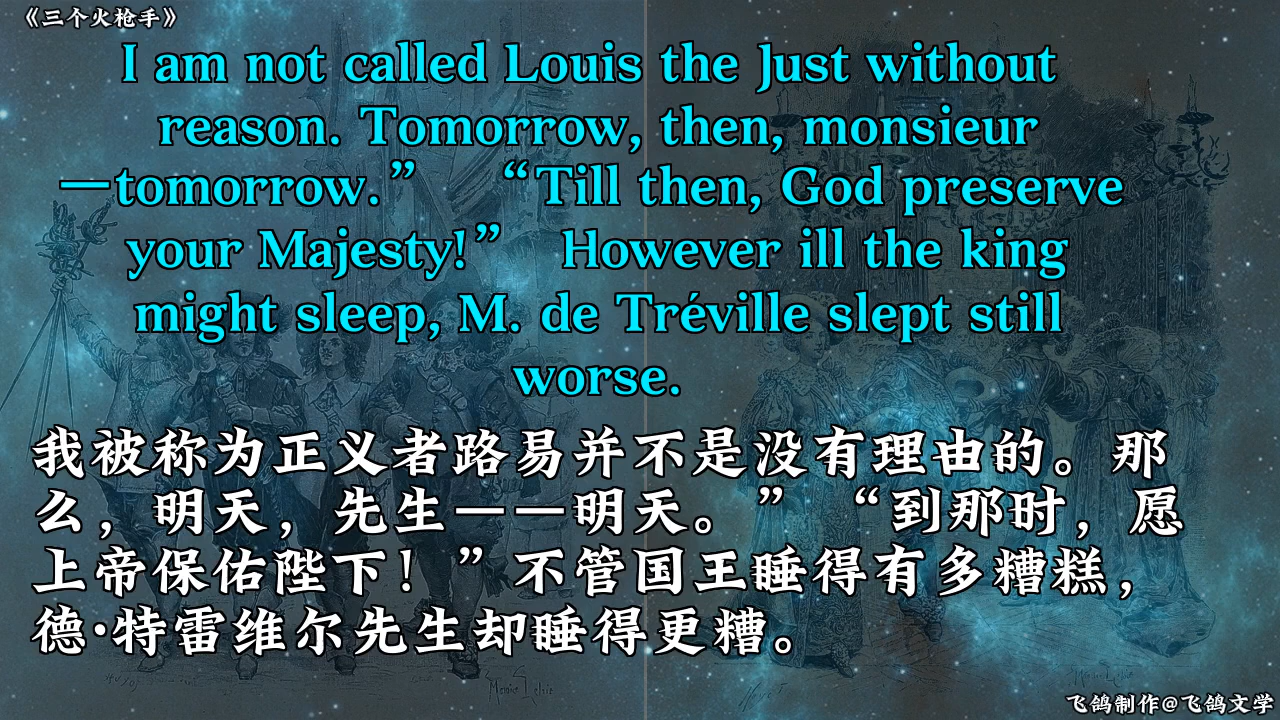 《三个火枪手》
I am not called Louis the Just without
reason. Tomorrow, then, monsieur
—tomorrow.” “Till then, God preserve
your Majesty!” However ill the king
might sleep, M. de Tréville slept still
worse.
我被称为正义者路易并不是没有理由的。那
么，明天，先生——明天。” “到那时，愿
上帝保佑陛下！”不管国王睡得有多糟糕，
德·特雷维尔先生却睡得更糟。
飞鸽制作@飞鸽文学